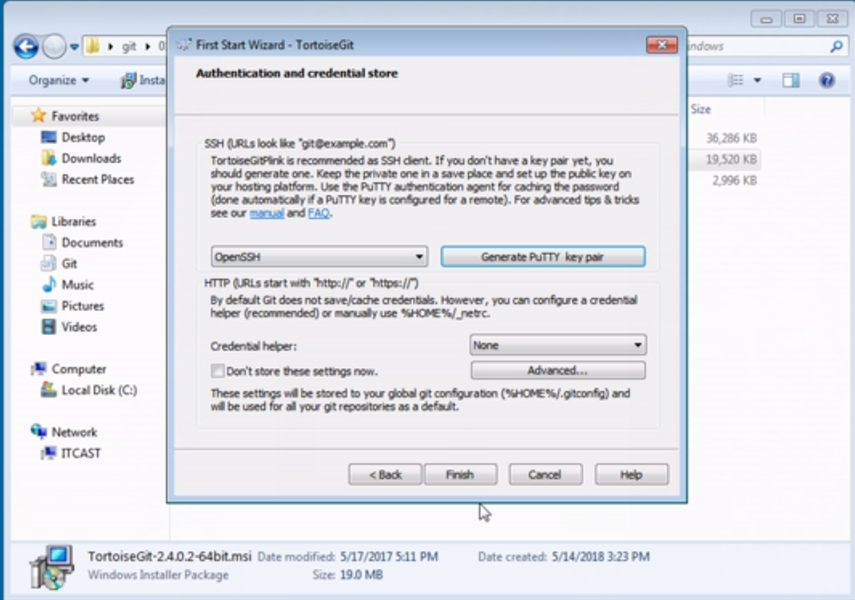 First Start Wizard - TortoiseGit
git
Organize
Insta
indows
Authentication and credential store
Size
36,286 KB
19,520 KB
2,996 KB
Favorites
Desktop
Downloads
Recent Places
Libraries
Documents
Git
Music
Pictures
Videos
Computer
Local Disk (C:)
Network
ITCAST
SSH (URLs look like "git@example.com")
TortoiseGitPlink is recommended as SSH client. If you don't have a key pair yet, you
should generate one. Keep the private one in a save place and set up the public key on
your hosting platform. Use the PuTTY authentication agent for caching the password
(done automatically if a PuTTY key is configured for a remote). For advanced tips & tricks
see our manual and FAQ.
OpenSSH
Generate PuTTY key pair
HTTP (URLs start with "http://" or "https://")
By default Git does not save/cache credentials. However, you can configure a credential
helper (recommended) or manually use %HOME%/_netrc.
Credential helper:
None
Don't store these settings now.
Advanced...
These settings will be stored to your global git configuration (%HOME%/.gitconfig) and
will be used for all your git repositories as a default.
< Back
Finish
Cancel
Help
TortoiseGit-2.4.0.2-64bit.msi Date modified: 5/17/2017 5:11 PM Date created: 5/14/2018 3:23 PM
Windows Installer Package Size: 19.0 MB